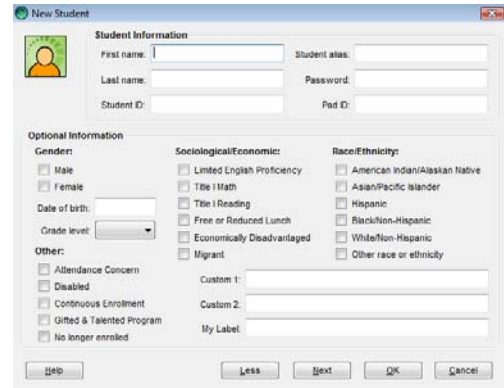 New Student
Student Information
First name:
Student alias:
Last name:
Password:
Student ID:
Pad ID:
Optional Information
Gender:
Male
Female
Date of birth:
Grade level:
Other:
Attendance Concern
Disabled
Continuous Enrollment
Gifted & Talented Program
No longer enrolled
Sociological/Economic:
Limited English Proficiency
Title I Math
Title I Reading
Free or Reduced Lunch
Economically Disadvantaged
Migrant
Race/Ethnicity:
American Indian/Alaskan Native
Asian/Pacific Islander
Hispanic
Black/Non-Hispanic
White/Non-Hispanic
Other race or ethnicity
Custom 1:
Custom 2:
My Label:
Help
Less
Next
OK
Cancel